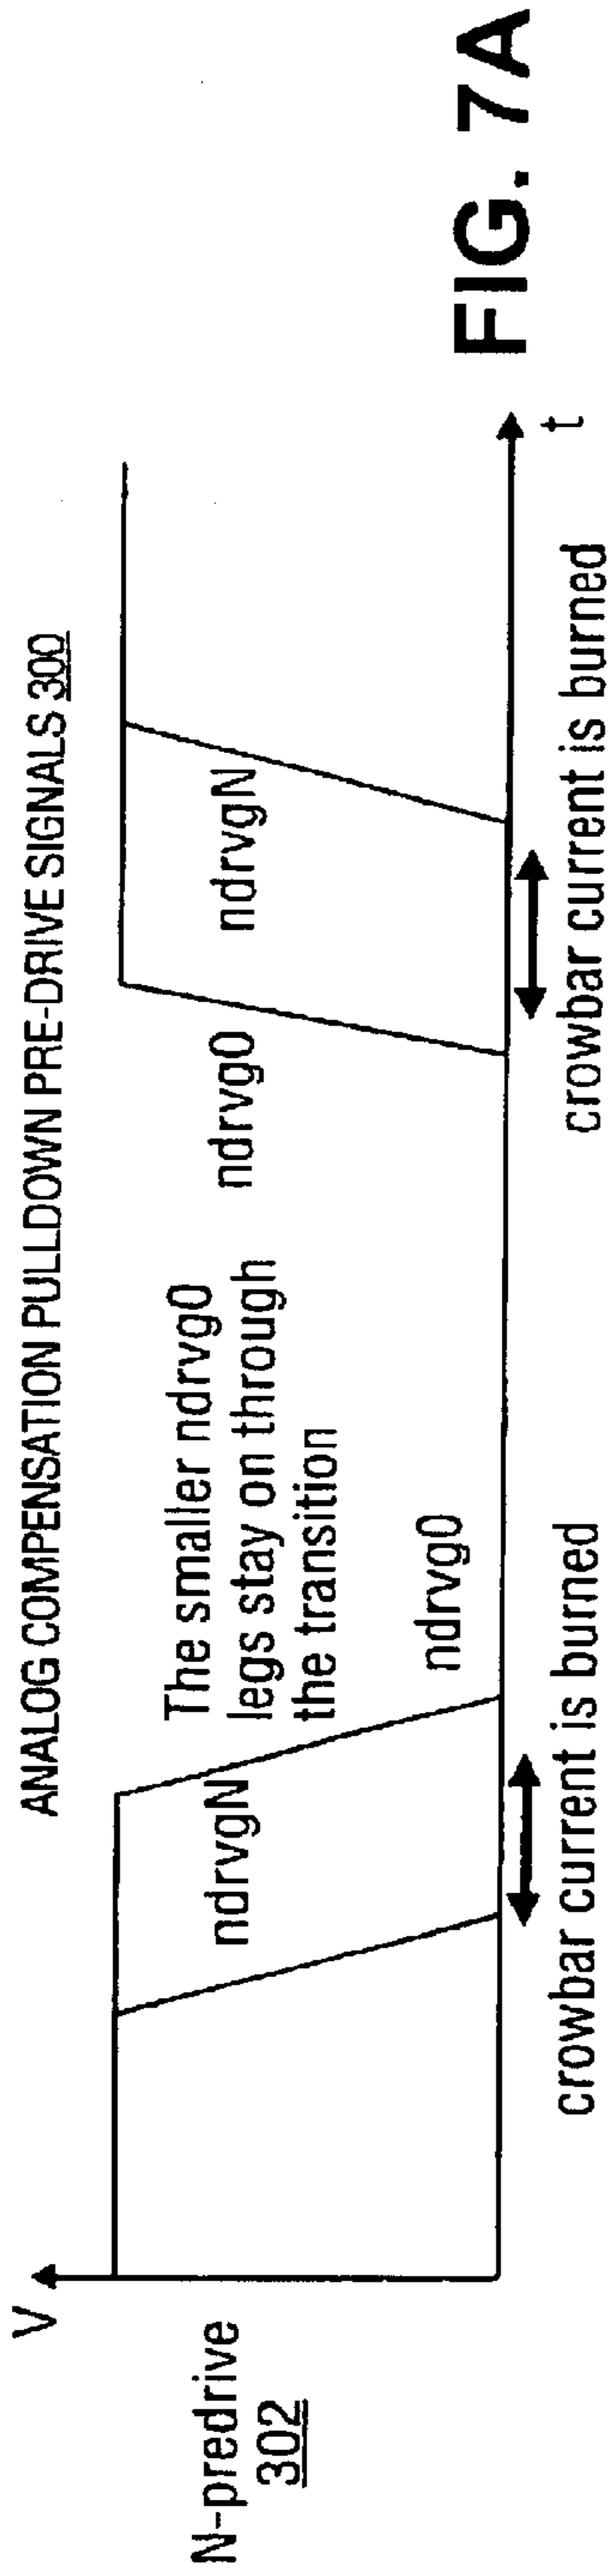 ANALOG COMPENSATION PULLDOWN PRE-DRIVE SIGNALS 300
V
N-predrive
302
ndrvgN
The smaller ndrvg0
legs stay on through
the transition
ndrvg0
ndrvg0
ndrvgN
t
crowbar current is burned
crowbar current is burned
FIG. 7A